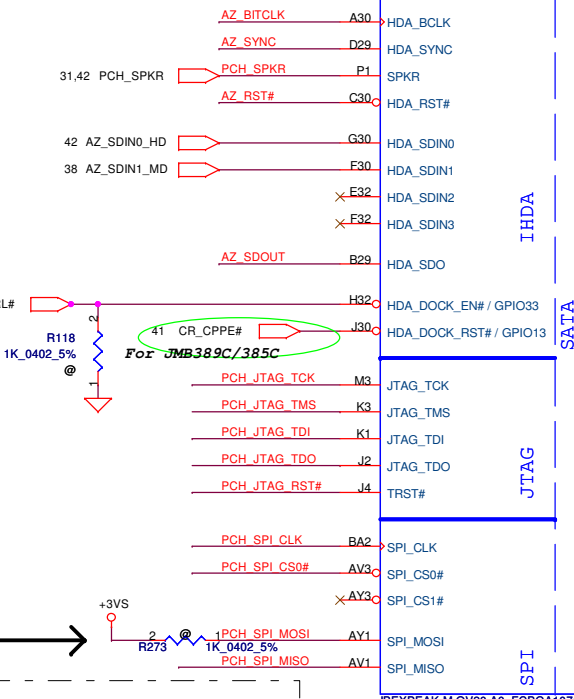 AZ_BITCLK A30 HDA_BCLK
AZ_SYNC D29 HDA_SYNC
31,42 PCH_SPKR PCH_SPKR P1 SPKR
AZ_RST# C30 HDA_RST#
42 AZ_SDIN0_HD G30 HDA_SDIN0
38 AZ_SDIN1_MD F30 HDA_SDIN1
E32 HDA_SDIN2
F32 HDA_SDIN3
IHDA
AZ_SDOUT B29 HDA_SDO
L# H32 HDA_DOCK_EN# / GPIO33
SATA
2
41 CR_CPPE# J30 HDA_DOCK_RST# / GPIO13
R118
1K_0402_5%
For JMB389C/385C
@
1
PCH_JTAG_TCK M3 JTAG_TCK
PCH_JTAG_TMS K3 JTAG_TMS
PCH_JTAG_TDI K1 JTAG_TDI
PCH_JTAG_TDO J2 JTAG_TDO
PCH_JTAG_RST# J4 TRST#
JTAG
PCH_SPI_CLK BA2 SPI_CLK
PCH_SPI_CS0# AV3 SPI_CS0#
AY3 SPI_CS1#
+3VS
2 @ 1 PCH_SPI_MOSI AY1 SPI_MOSI
R273 1K_0402_5%
PCH_SPI_MISO AV1 SPI_MISO
SPI